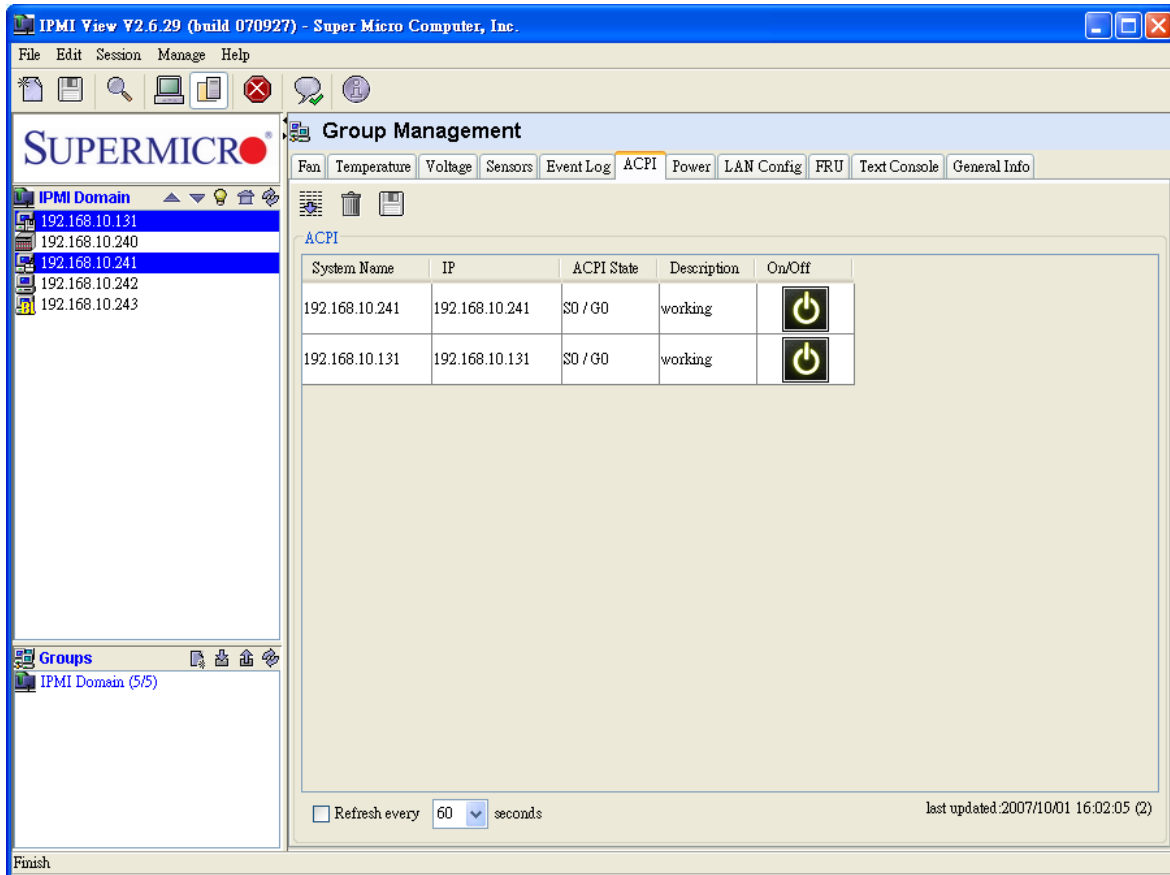 IPMI View V2.6.29 (build 070927) - Super Micro Computer, Inc.
File Edit Session Manage Help
SUPERMICRO®
Group Management
Fan Temperature Voltage Sensors Event Log ACPI Power LAN Config FRU Text Console General Info
IPMI Domain
192.168.10.131
192.168.10.240
192.168.10.241
192.168.10.242
192.168.10.243
ACPI
System Name IP ACPI State Description On/Off
192.168.10.241 192.168.10.241 S0 / G0 working
192.168.10.131 192.168.10.131 S0 / G0 working
Groups
IPMI Domain (5/5)
Refresh every 60 seconds
last updated:2007/10/01 16:02:05 (2)
Finish